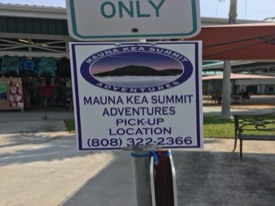 ONLY
MAUNA KEA SUMMIT
ADVENTURES
MAUNA KEA SUMMIT
ADVENTURES
PICK-UP
LOCATION
(808) 322-2366